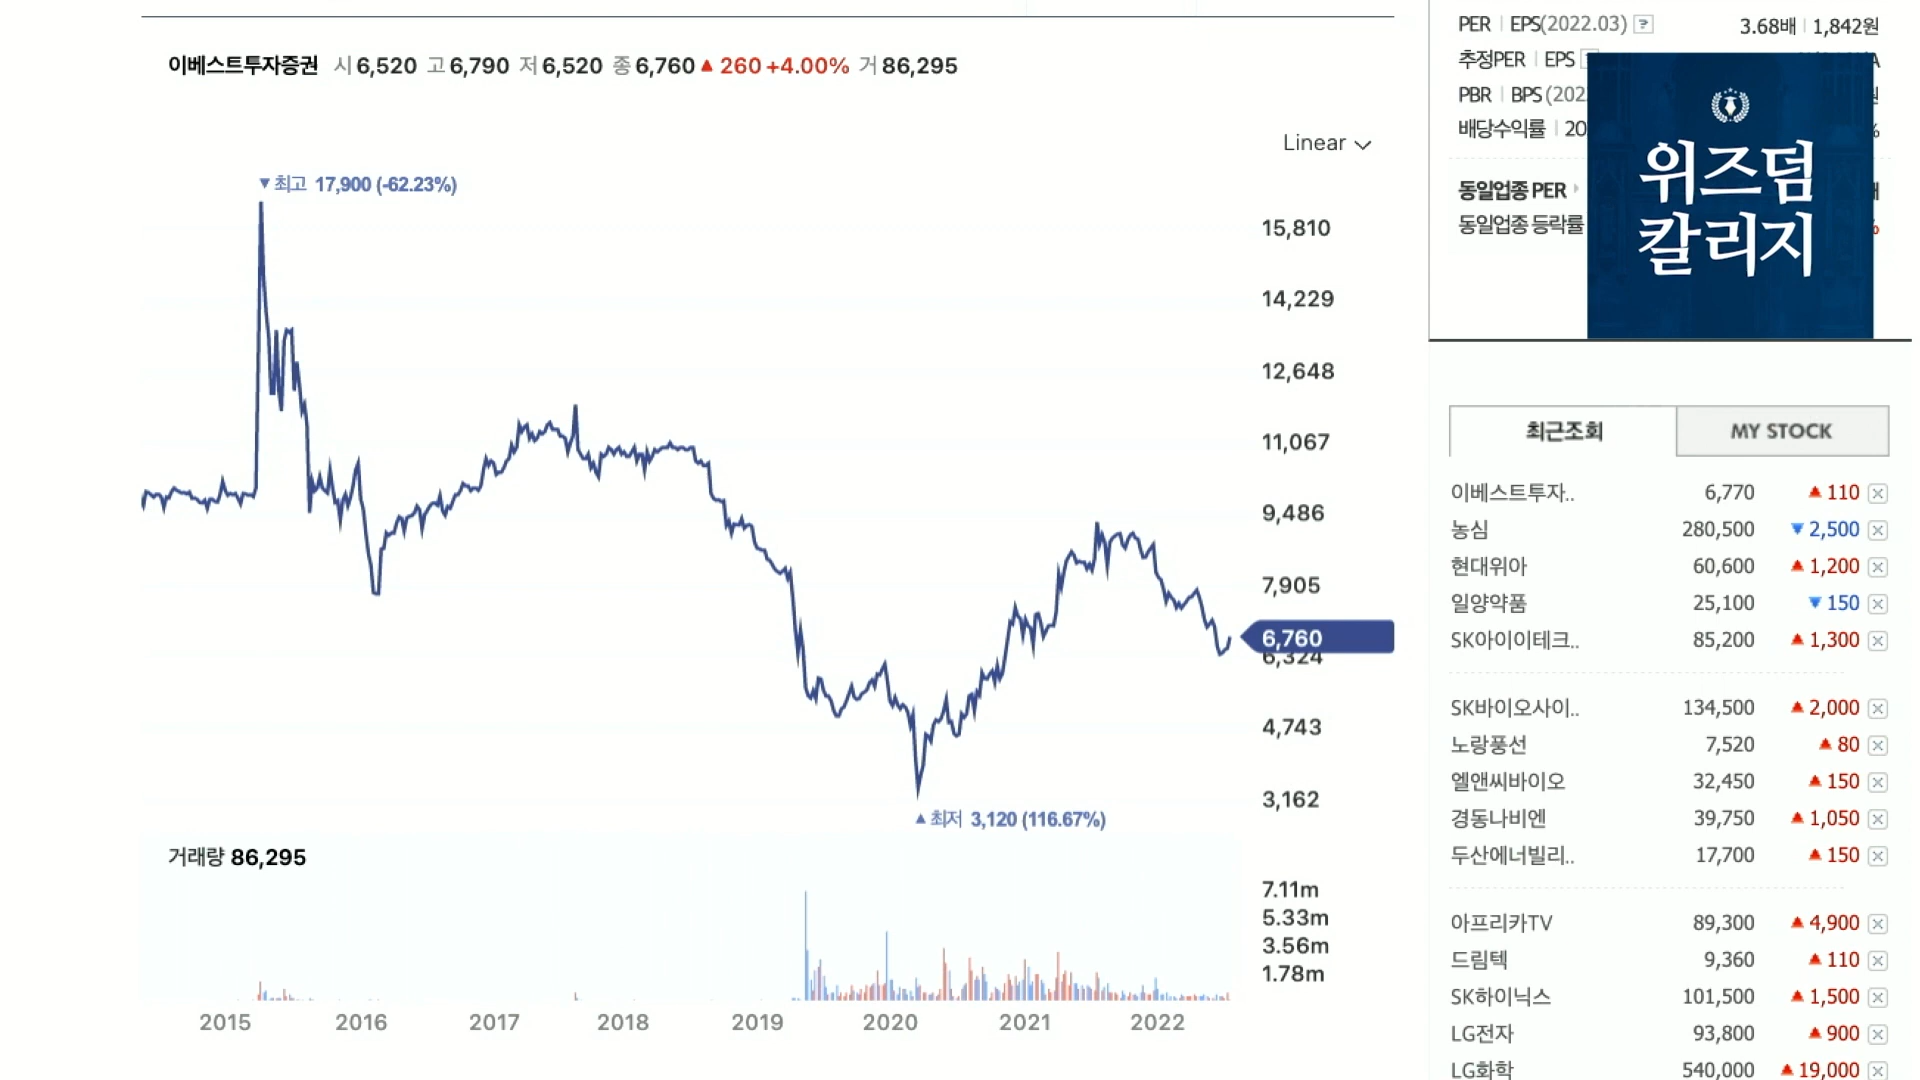 이베스트투자증권 시 6,520 고 6,790 저 6,520 종 6,760 ▲ 260 +4.00% 거 86,295
Linear
▼최고 17,900 (-62.23%)
15,810
14,229
12,648
11,067
9,486
7,905
6,760
6,324
4,743
3,162
▲최저 3,120 (116.67%)
거래량 86,295
7.11m
5.33m
3.56m
1.78m
2015 2016 2017 2018 2019 2020 2021 2022
PER | EPS(2022.03) ? 3.68배 | 1,842원
추정PER | EPS
PBR | BPS (202
배당수익률 | 20
동일업종 PER
동일업종 등락률
위즈덤
칼리지
최근조회 MY STOCK
이베스트투자.. 6,770 ▲ 110
농심 280,500 ▼ 2,500
현대위아 60,600 ▲ 1,200
일양약품 25,100 ▼ 150
SK아이이테크.. 85,200 ▲ 1,300
SK바이오사이.. 134,500 ▲ 2,000
노랑풍선 7,520 ▲ 80
엘앤씨바이오 32,450 ▲ 150
경동나비엔 39,750 ▲ 1,050
두산에너빌리.. 17,700 ▲ 150
아프리카TV 89,300 ▲ 4,900
드림텍 9,360 ▲ 110
SK하이닉스 101,500 ▲ 1,500
LG전자 93,800 ▲ 900
LG화학 540,000 ▲ 19,000